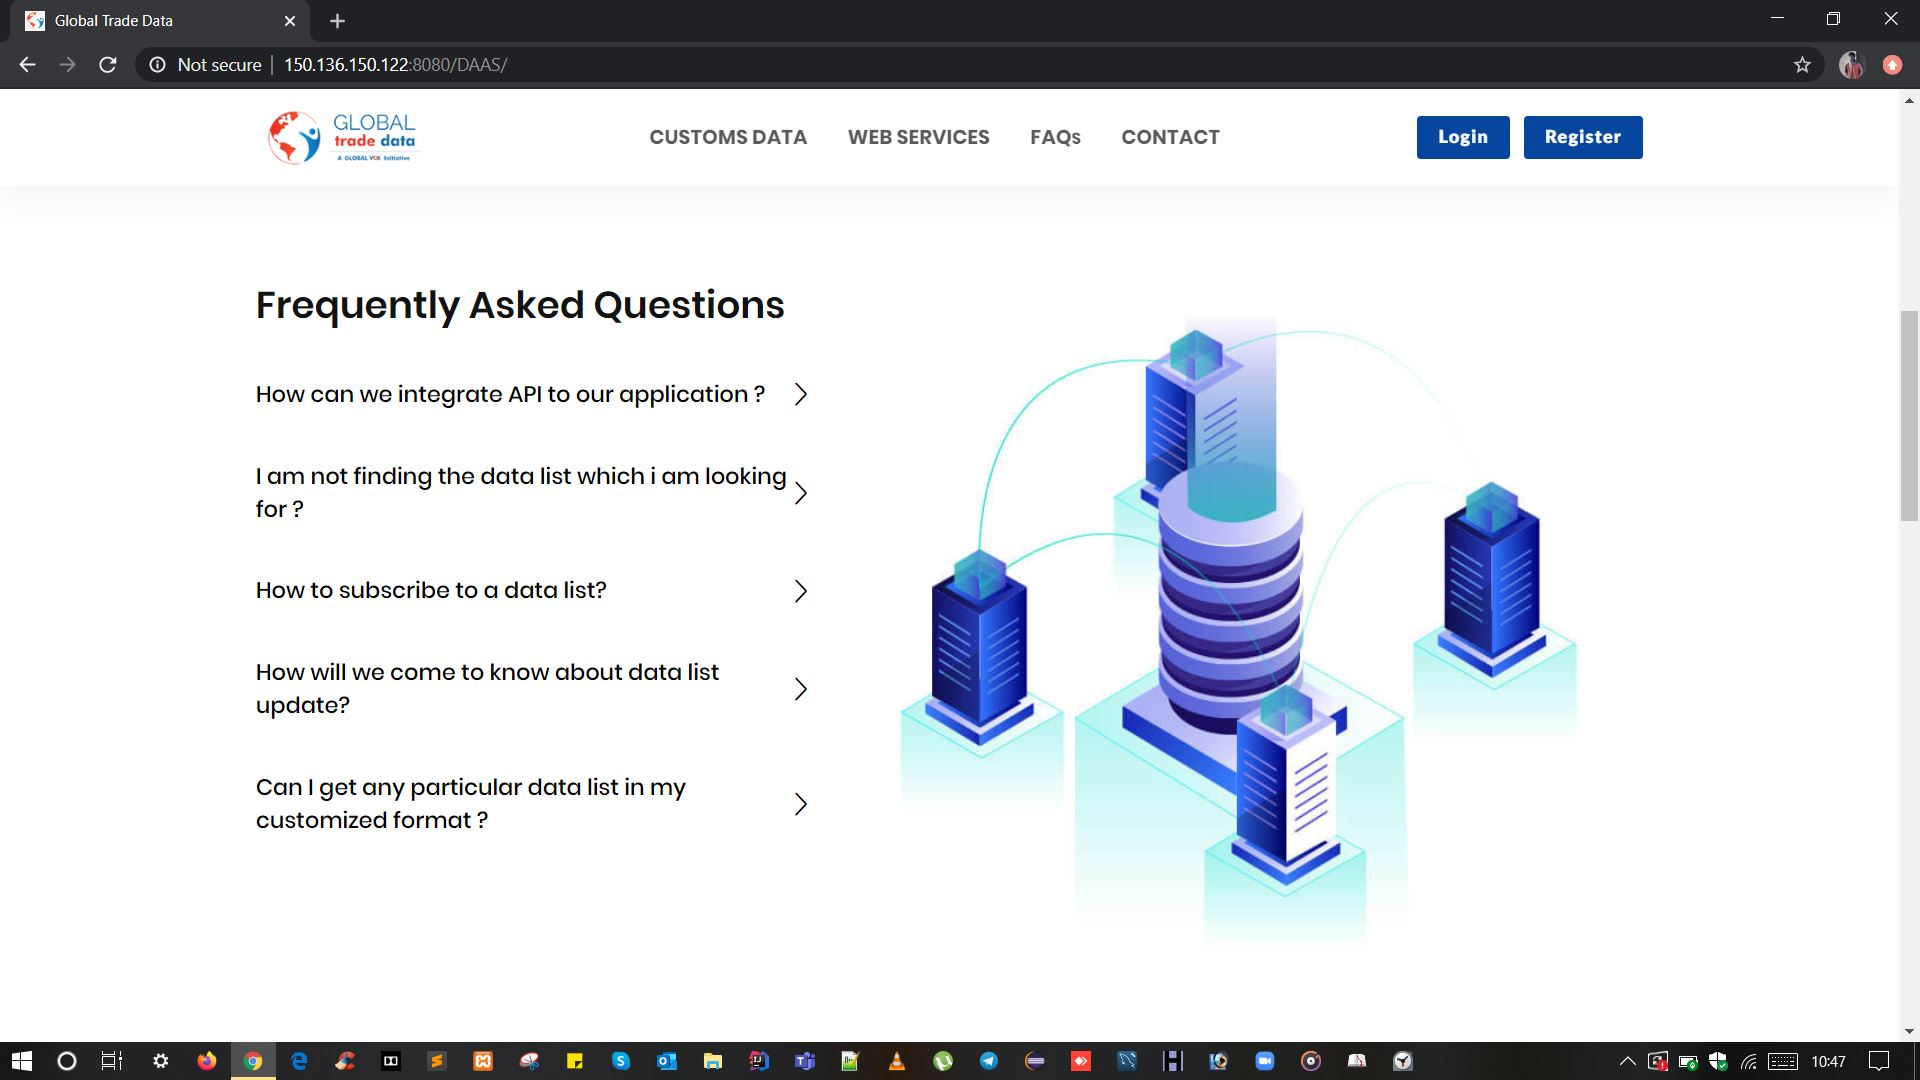 Global Trade Data
Not secure
150.136.150.122:8080/DAAS/
GLOBAL
trade data
A GLOBAL VOX Initiative
CUSTOMS DATA
WEB SERVICES
FAQs
CONTACT
Login
Register
Frequently Asked Questions
How can we integrate API to our application ?
I am not finding the data list which i am looking
for ?
How to subscribe to a data list?
How will we come to know about data list
update?
Can I get any particular data list in my
customized format ?
10:47